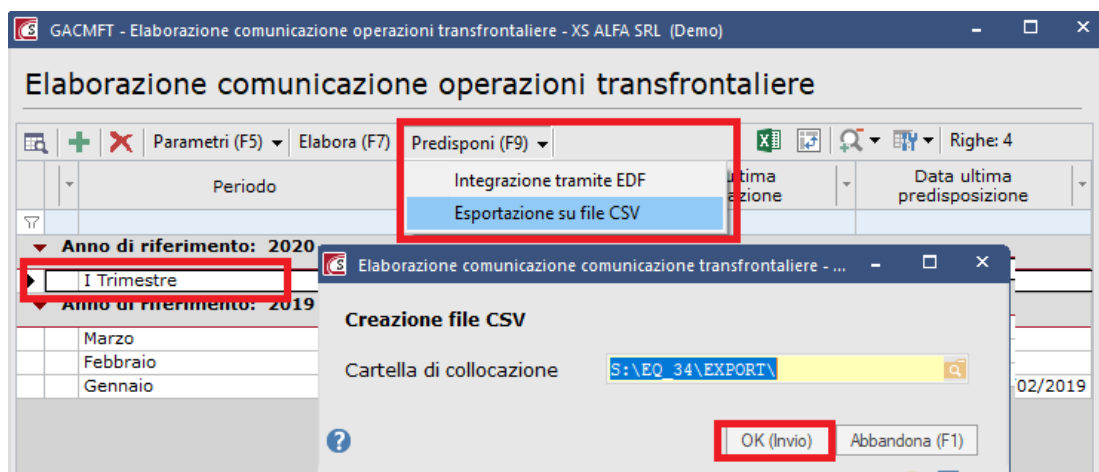 GACMFT - Elaborazione comunicazione operazioni transfrontaliere - XS ALFA SRL (Demo)
Elaborazione comunicazione operazioni transfrontaliere
Parametri (F5) Elabora (F7) Predisponi (F9) Righe: 4
Integrazione tramite EDF
Esportazione su file CSV
Periodo
Data ultima predisposizione
Anno di riferimento: 2020
I Trimestre
Anno di riferimento: 2019
Marzo
Febbraio
Gennaio
02/2019
Elaborazione comunicazione comunicazione transfrontaliere - ...
Creazione file CSV
Cartella di collocazione S:\EQ_34\EXPORT\
OK (Invio) Abbandona (F1)